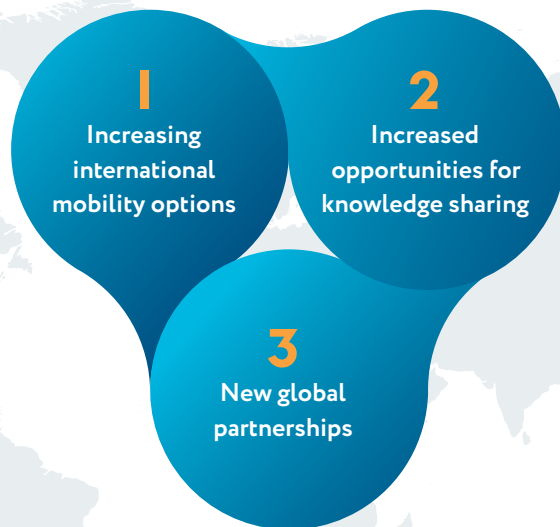 1
Increasing
international
mobility options
2
Increased
opportunities for
knowledge sharing
3
New global
partnerships